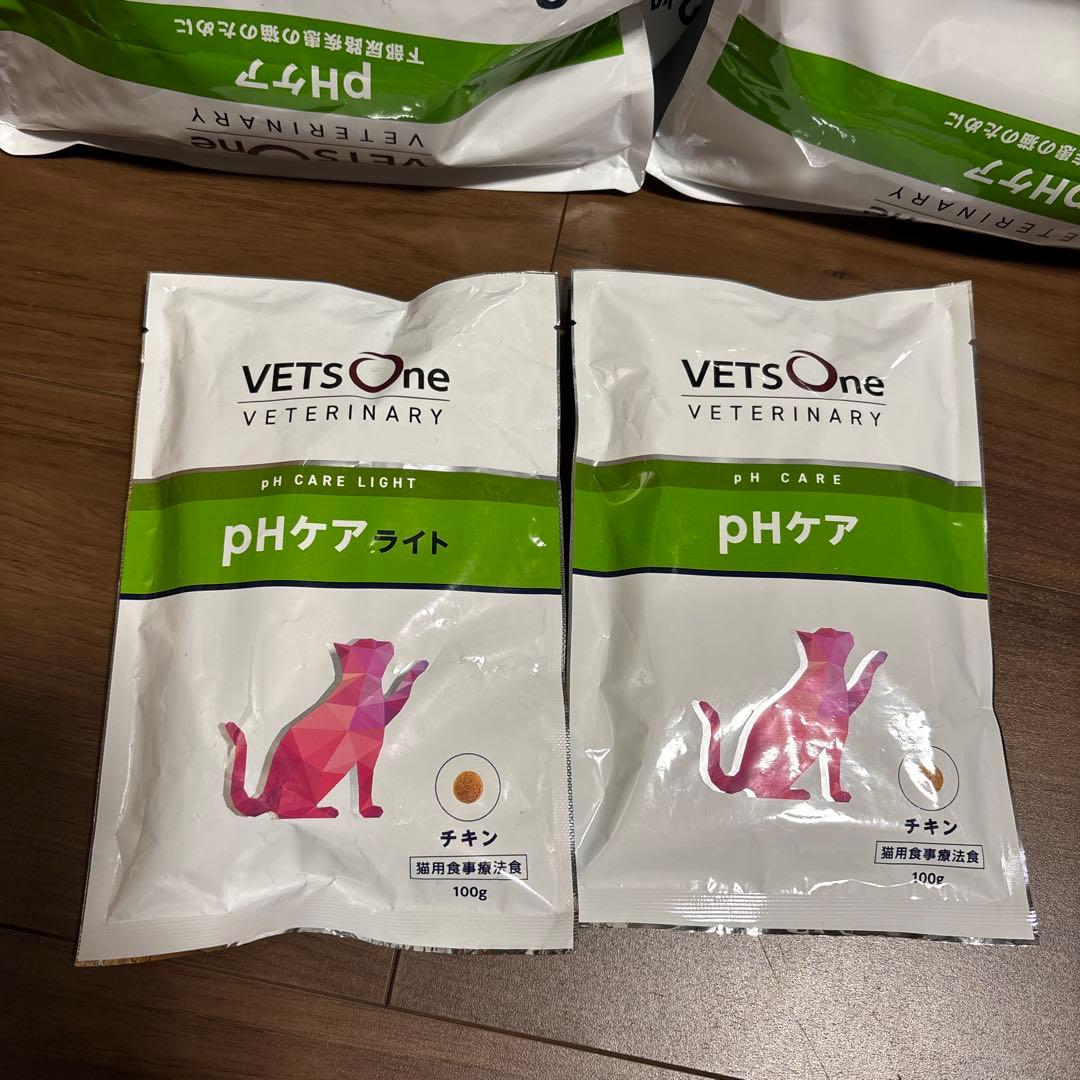 下部尿路疾患の猫のために
pHケア
VETERINARY
VETSOne
疾患の猫のために
pHケア
VETERINARY
ne
VETSOne
VETERINARY
pH CARE LIGHT
pHケア ライト
チキン
猫用食事療法食
100g
VETSOne
VETERINARY
pH CARE
pHケア
チキン
猫用食事療法食
100g